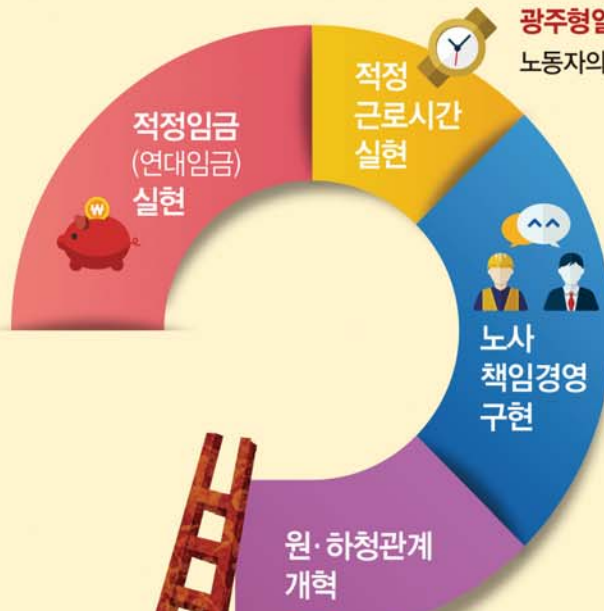 광주형일
노동자의
적정임금
(연대임금)
실현
적정
근로시간
실현
노사
책임경영
구현
원·하청관계
개혁
₩